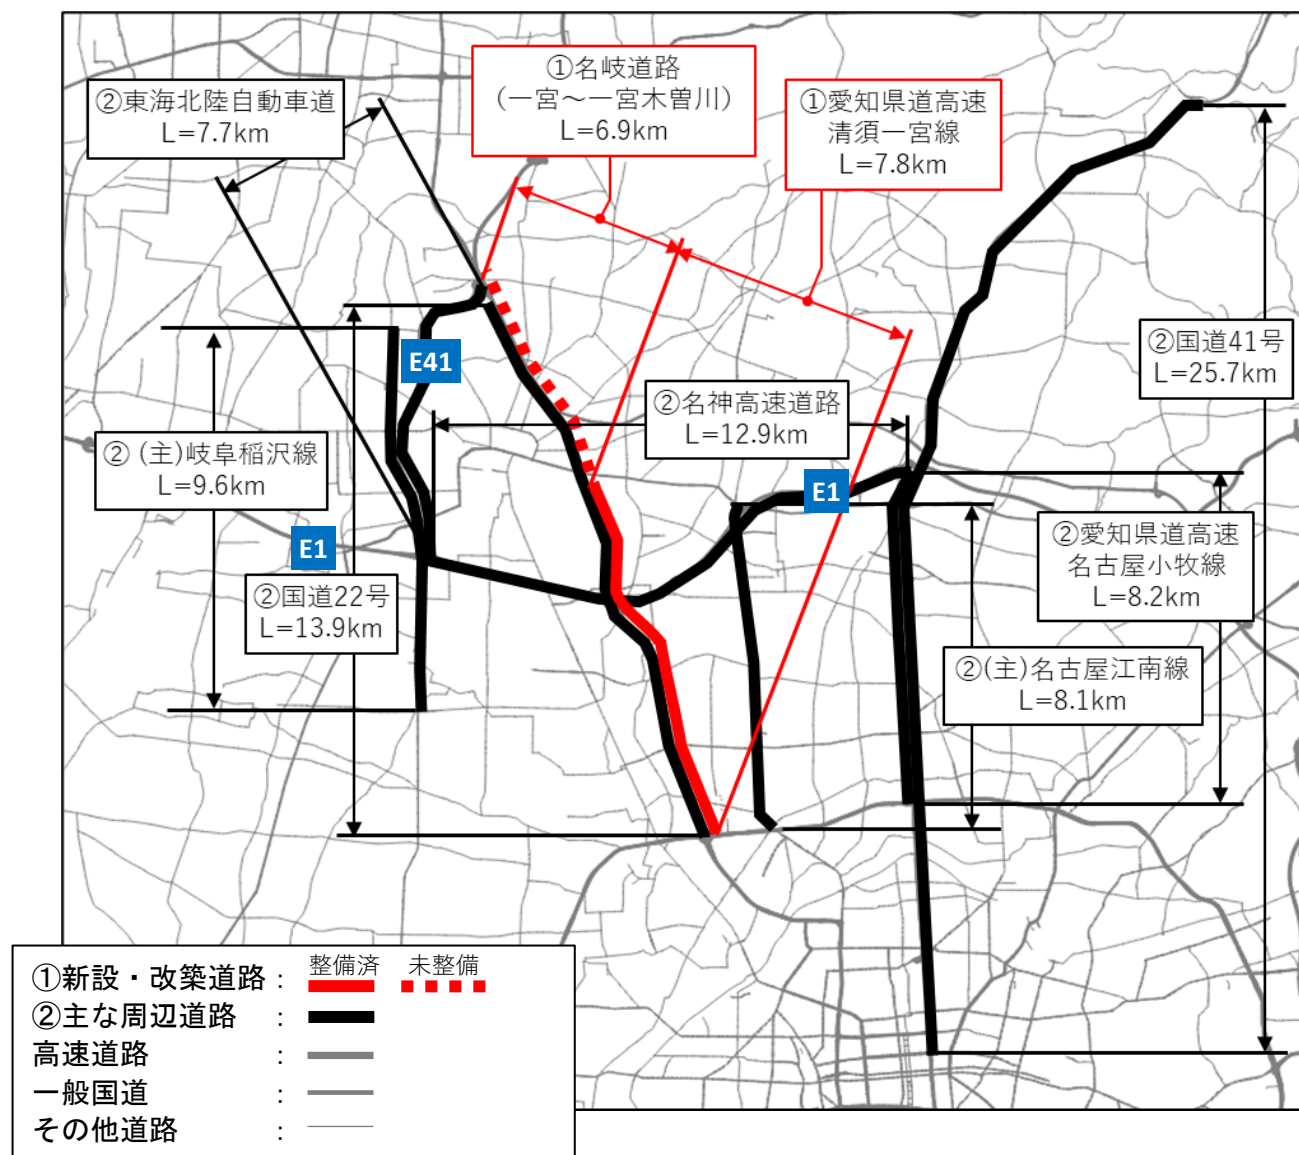 ①名岐道路
(一宮～一宮木曽川)
L=6.9km
②東海北陸自動車道
L=7.7km
①愛知県道高速
清須一宮線
L=7.8km
②国道41号
L=25.7km
E41
②名神高速道路
L=12.9km
② (主)岐阜稲沢線
L=9.6km
E1
E1
②愛知県道高速
名古屋小牧線
L=8.2km
②国道22号
L=13.9km
②(主)名古屋江南線
L=8.1km
整備済 未整備
①新設・改築道路 :
②主な周辺道路 :
高速道路 :
一般国道 :
その他道路 :